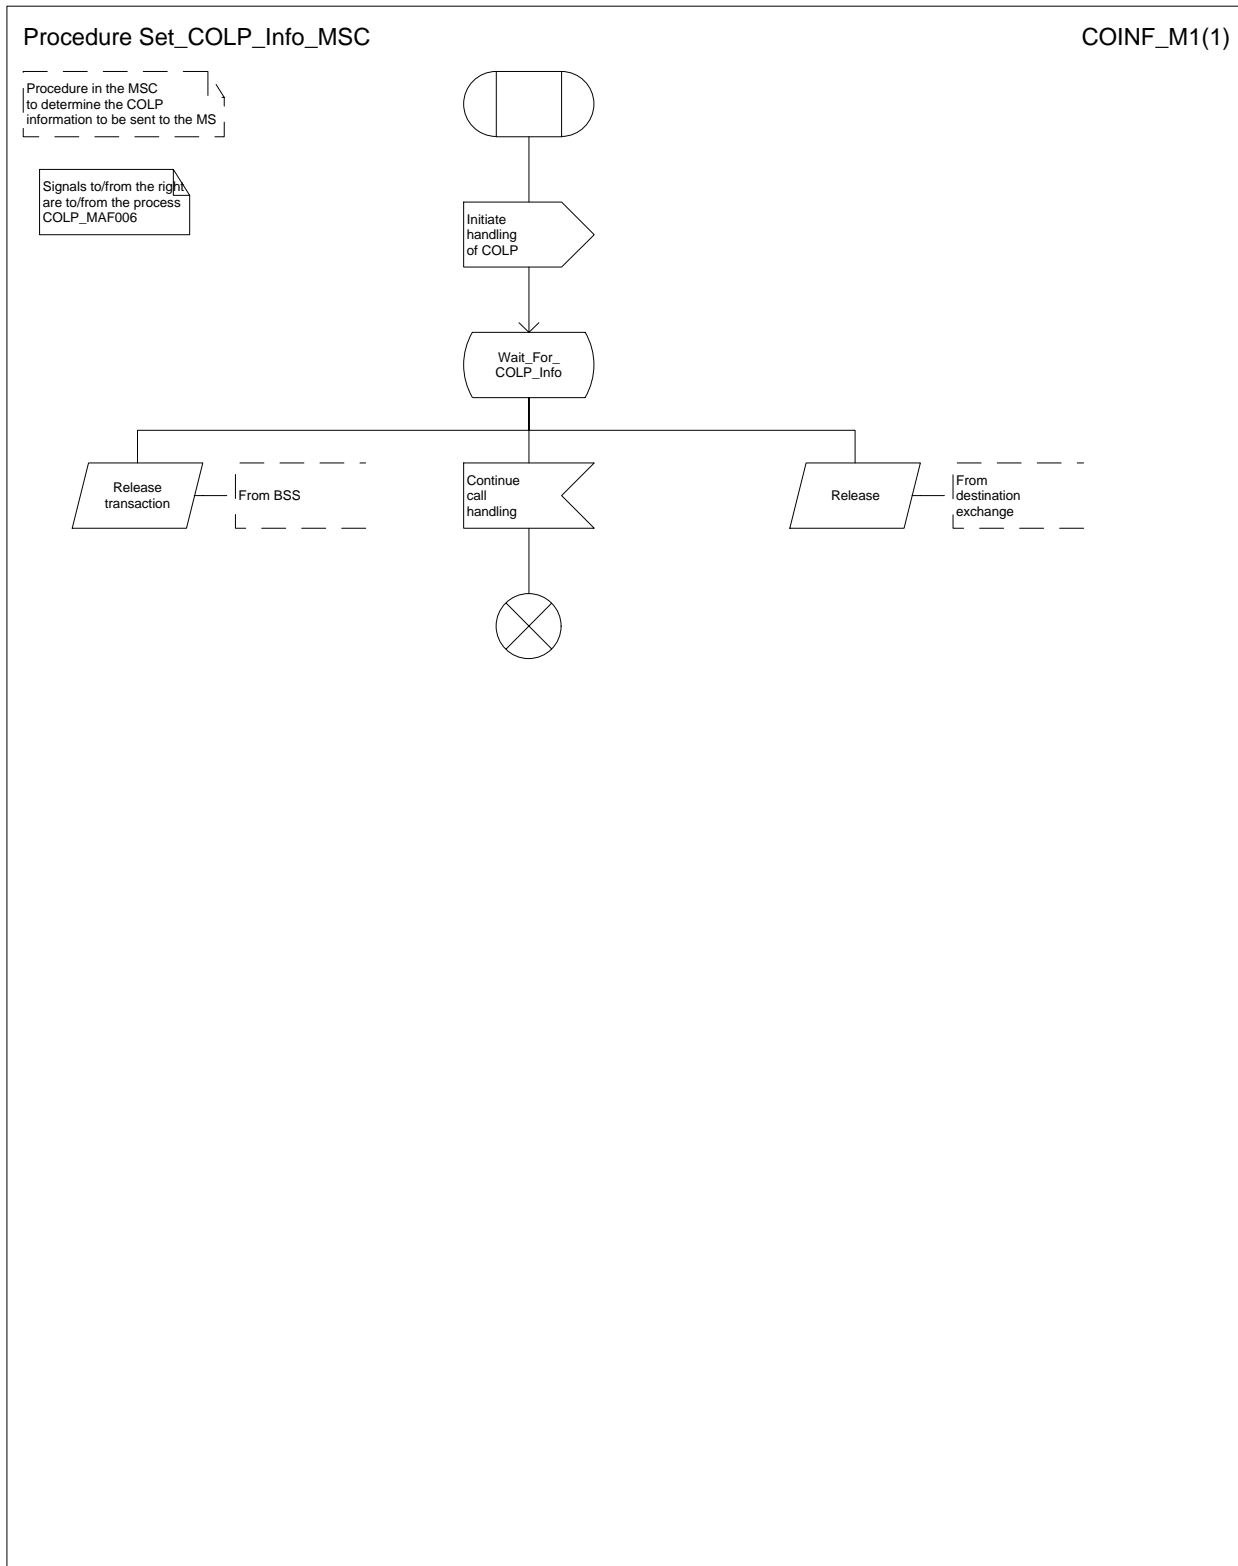 Procedure Set_COLP_Info_MSC
COINF_M1(1)
Procedure in the MSC
to determine the COLP
information to be sent to the MS
Signals to/from the right
are to/from the process
COLP_MAF006
Initiate
handling
of COLP
Wait_For_
COLP_Info
Release
transaction
From BSS
Continue
call
handling
Release
From
destination
exchange